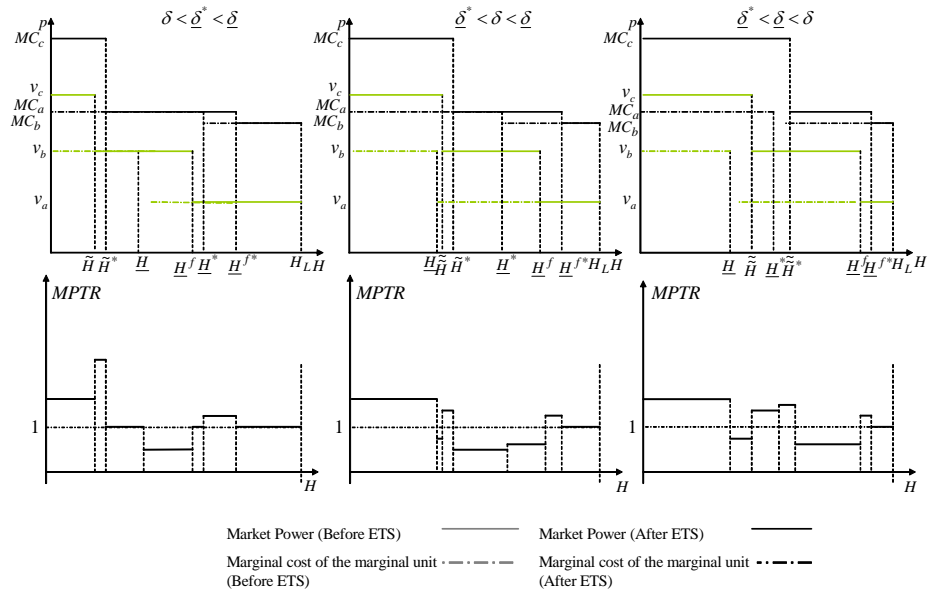 p δ < δ̲* < δ̲
MC_c
v_c
MC_a
MC_b
v_b
v_a
H̃ H̃* H̲ H̲^f H̲* H̲^f* H_L H
p δ̲* < δ < δ̲
MC_c
v_c
MC_a
MC_b
v_b
v_a
H̲ H̃ H̃* H̲* H̲^f H̲^f* H_L H
p δ̲* < δ̲ < δ
MC_c
v_c
MC_a
MC_b
v_b
v_a
H̲ H̃ H̲* H̃* H̲^f H̲^f* H_L H
MPTR
1
H
MPTR
1
H
MPTR
1
H
Market Power (Before ETS)
Market Power (After ETS)
Marginal cost of the marginal unit
(Before ETS)
Marginal cost of the marginal unit
(After ETS)